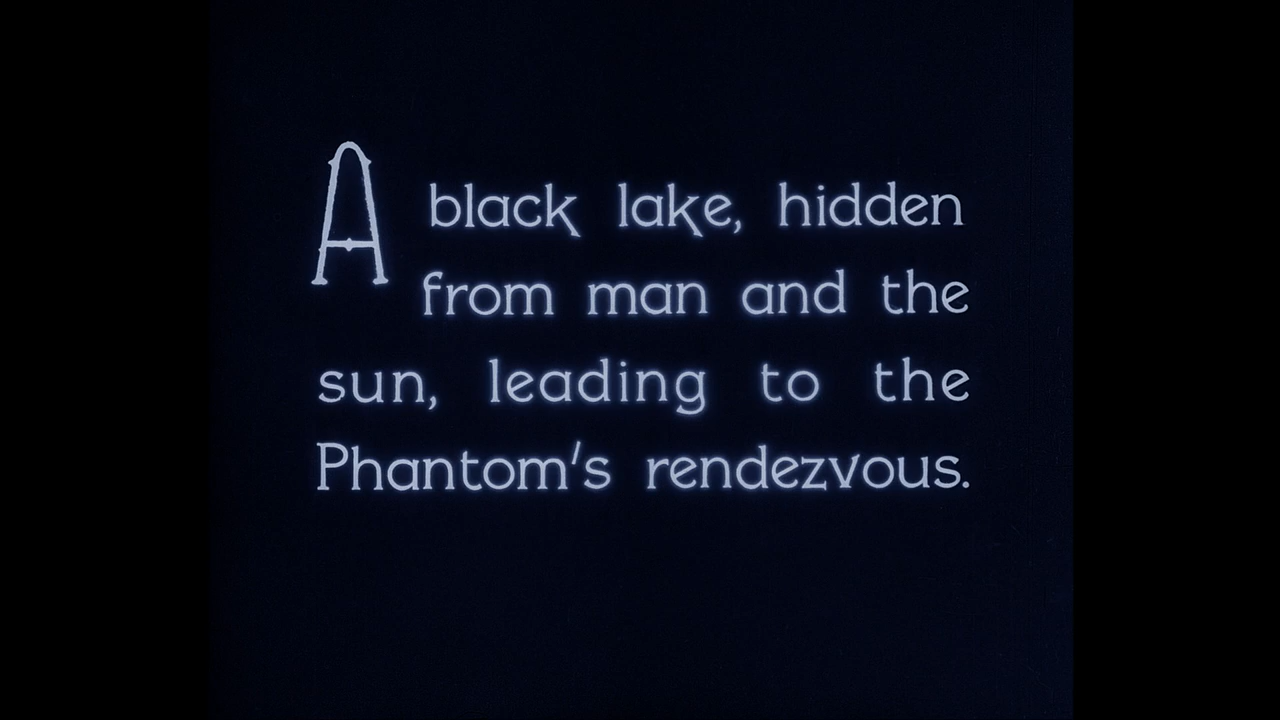 A black lake, hidden
from man and the
sun, leading to the
Phantom's rendezvous.